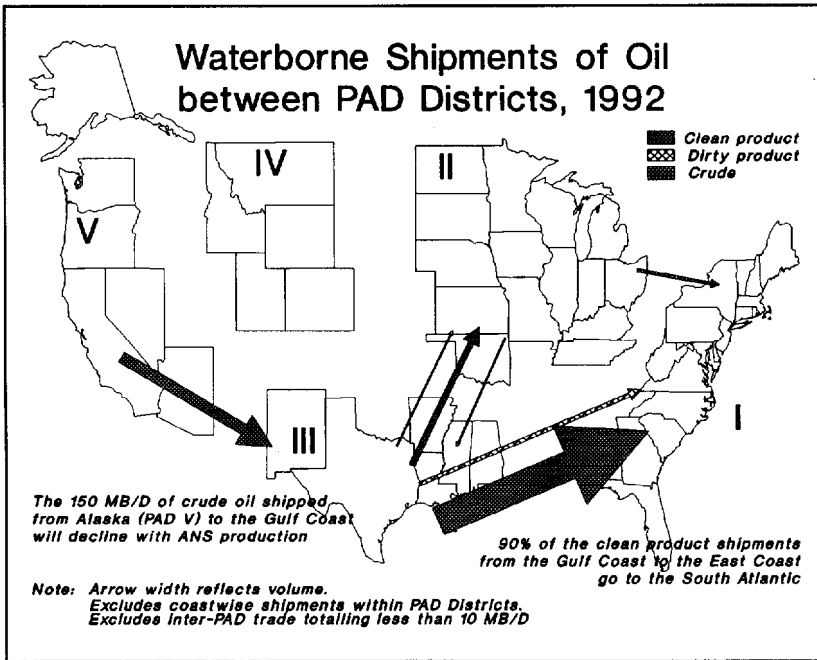 Waterborne Shipments of Oil
between PAD Districts, 1992
Clean product
Dirty product
Crude
IV
II
V
III
I
The 150 MB/D of crude oil shipped
from Alaska (PAD V) to the Gulf Coast
will decline with ANS production
90% of the clean product shipments
from the Gulf Coast to the East Coast
go to the South Atlantic
Note: Arrow width reflects volume.
Excludes coastwise shipments within PAD Districts.
Excludes inter-PAD trade totalling less than 10 MB/D